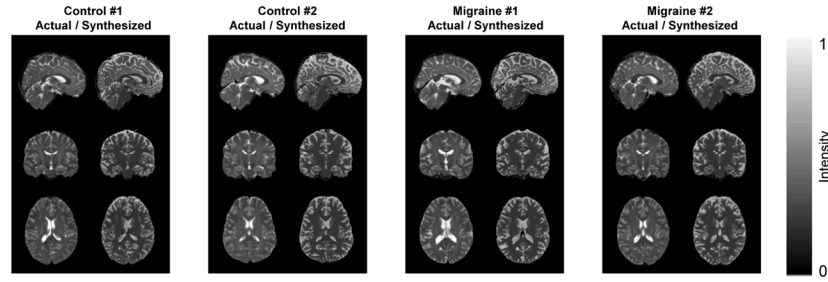 Control #1
Actual / Synthesized
Control #2
Actual / Synthesized
Migraine #1
Actual / Synthesized
Migraine #2
Actual / Synthesized
1
Intensity
0